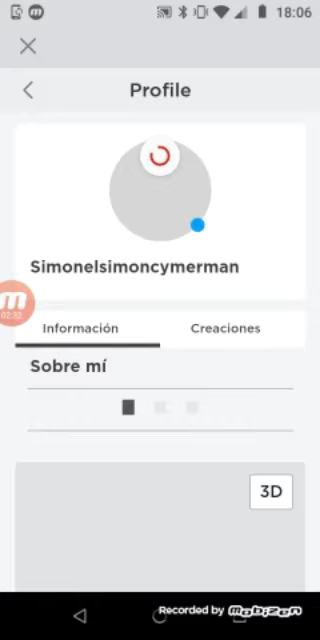 18:06
Profile
Simonelsimoncymerman
02:32
Información
Creaciones
Sobre mí
3D
Recorded by mobizen